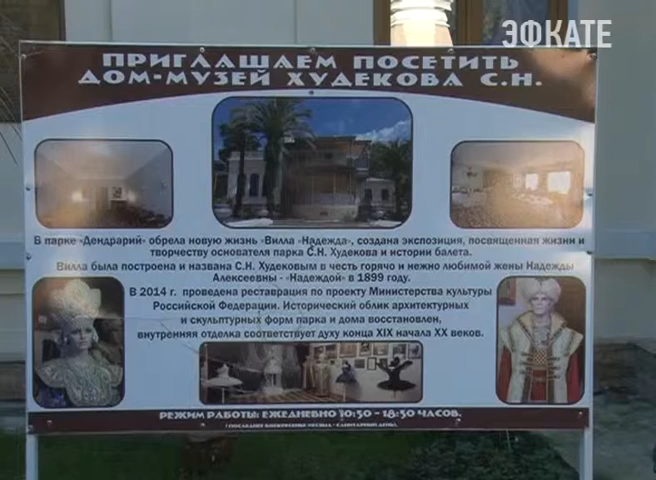 ЭФКАТЕ
ПРИГЛАШАЕМ ПОСЕТИТЬ
ДОМ-МУЗЕЙ ХУДЕКОВА С.Н.
В парке «Дендрарий» обрела новую жизнь «Вилла «Надежда», создана экспозиция, посвященная жизни и
творчеству основателя парка С.Н. Худекова и истории балета.
Вилла была построена и названа С.Н. Худековым в честь горячо и нежно любимой жены Надежды
Алексеевны - «Надеждой» в 1899 году.
В 2014 г. проведена реставрация по проекту Министерства культуры
Российской Федерации. Исторический облик архитектурных
и скульптурных форм парка и дома восстановлен,
внутренняя отделка соответствует духу конца XIX начала XX веков.
РЕЖИМ РАБОТЫ: ЕЖЕДНЕВНО 10:30 - 18:30 ЧАСОВ.